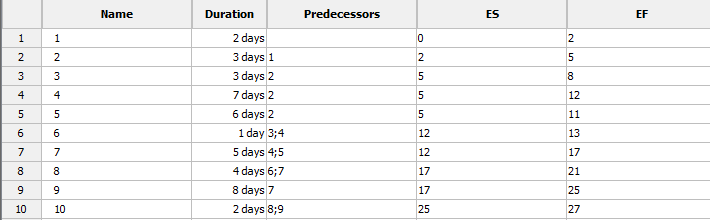 Name Duration Predecessors ES EF
1 1 2 days 0 2
2 2 3 days 1 2 5
3 3 3 days 2 5 8
4 4 7 days 2 5 12
5 5 6 days 2 5 11
6 6 1 day 3;4 12 13
7 7 5 days 4;5 12 17
8 8 4 days 6;7 17 21
9 9 8 days 7 17 25
10 10 2 days 8;9 25 27